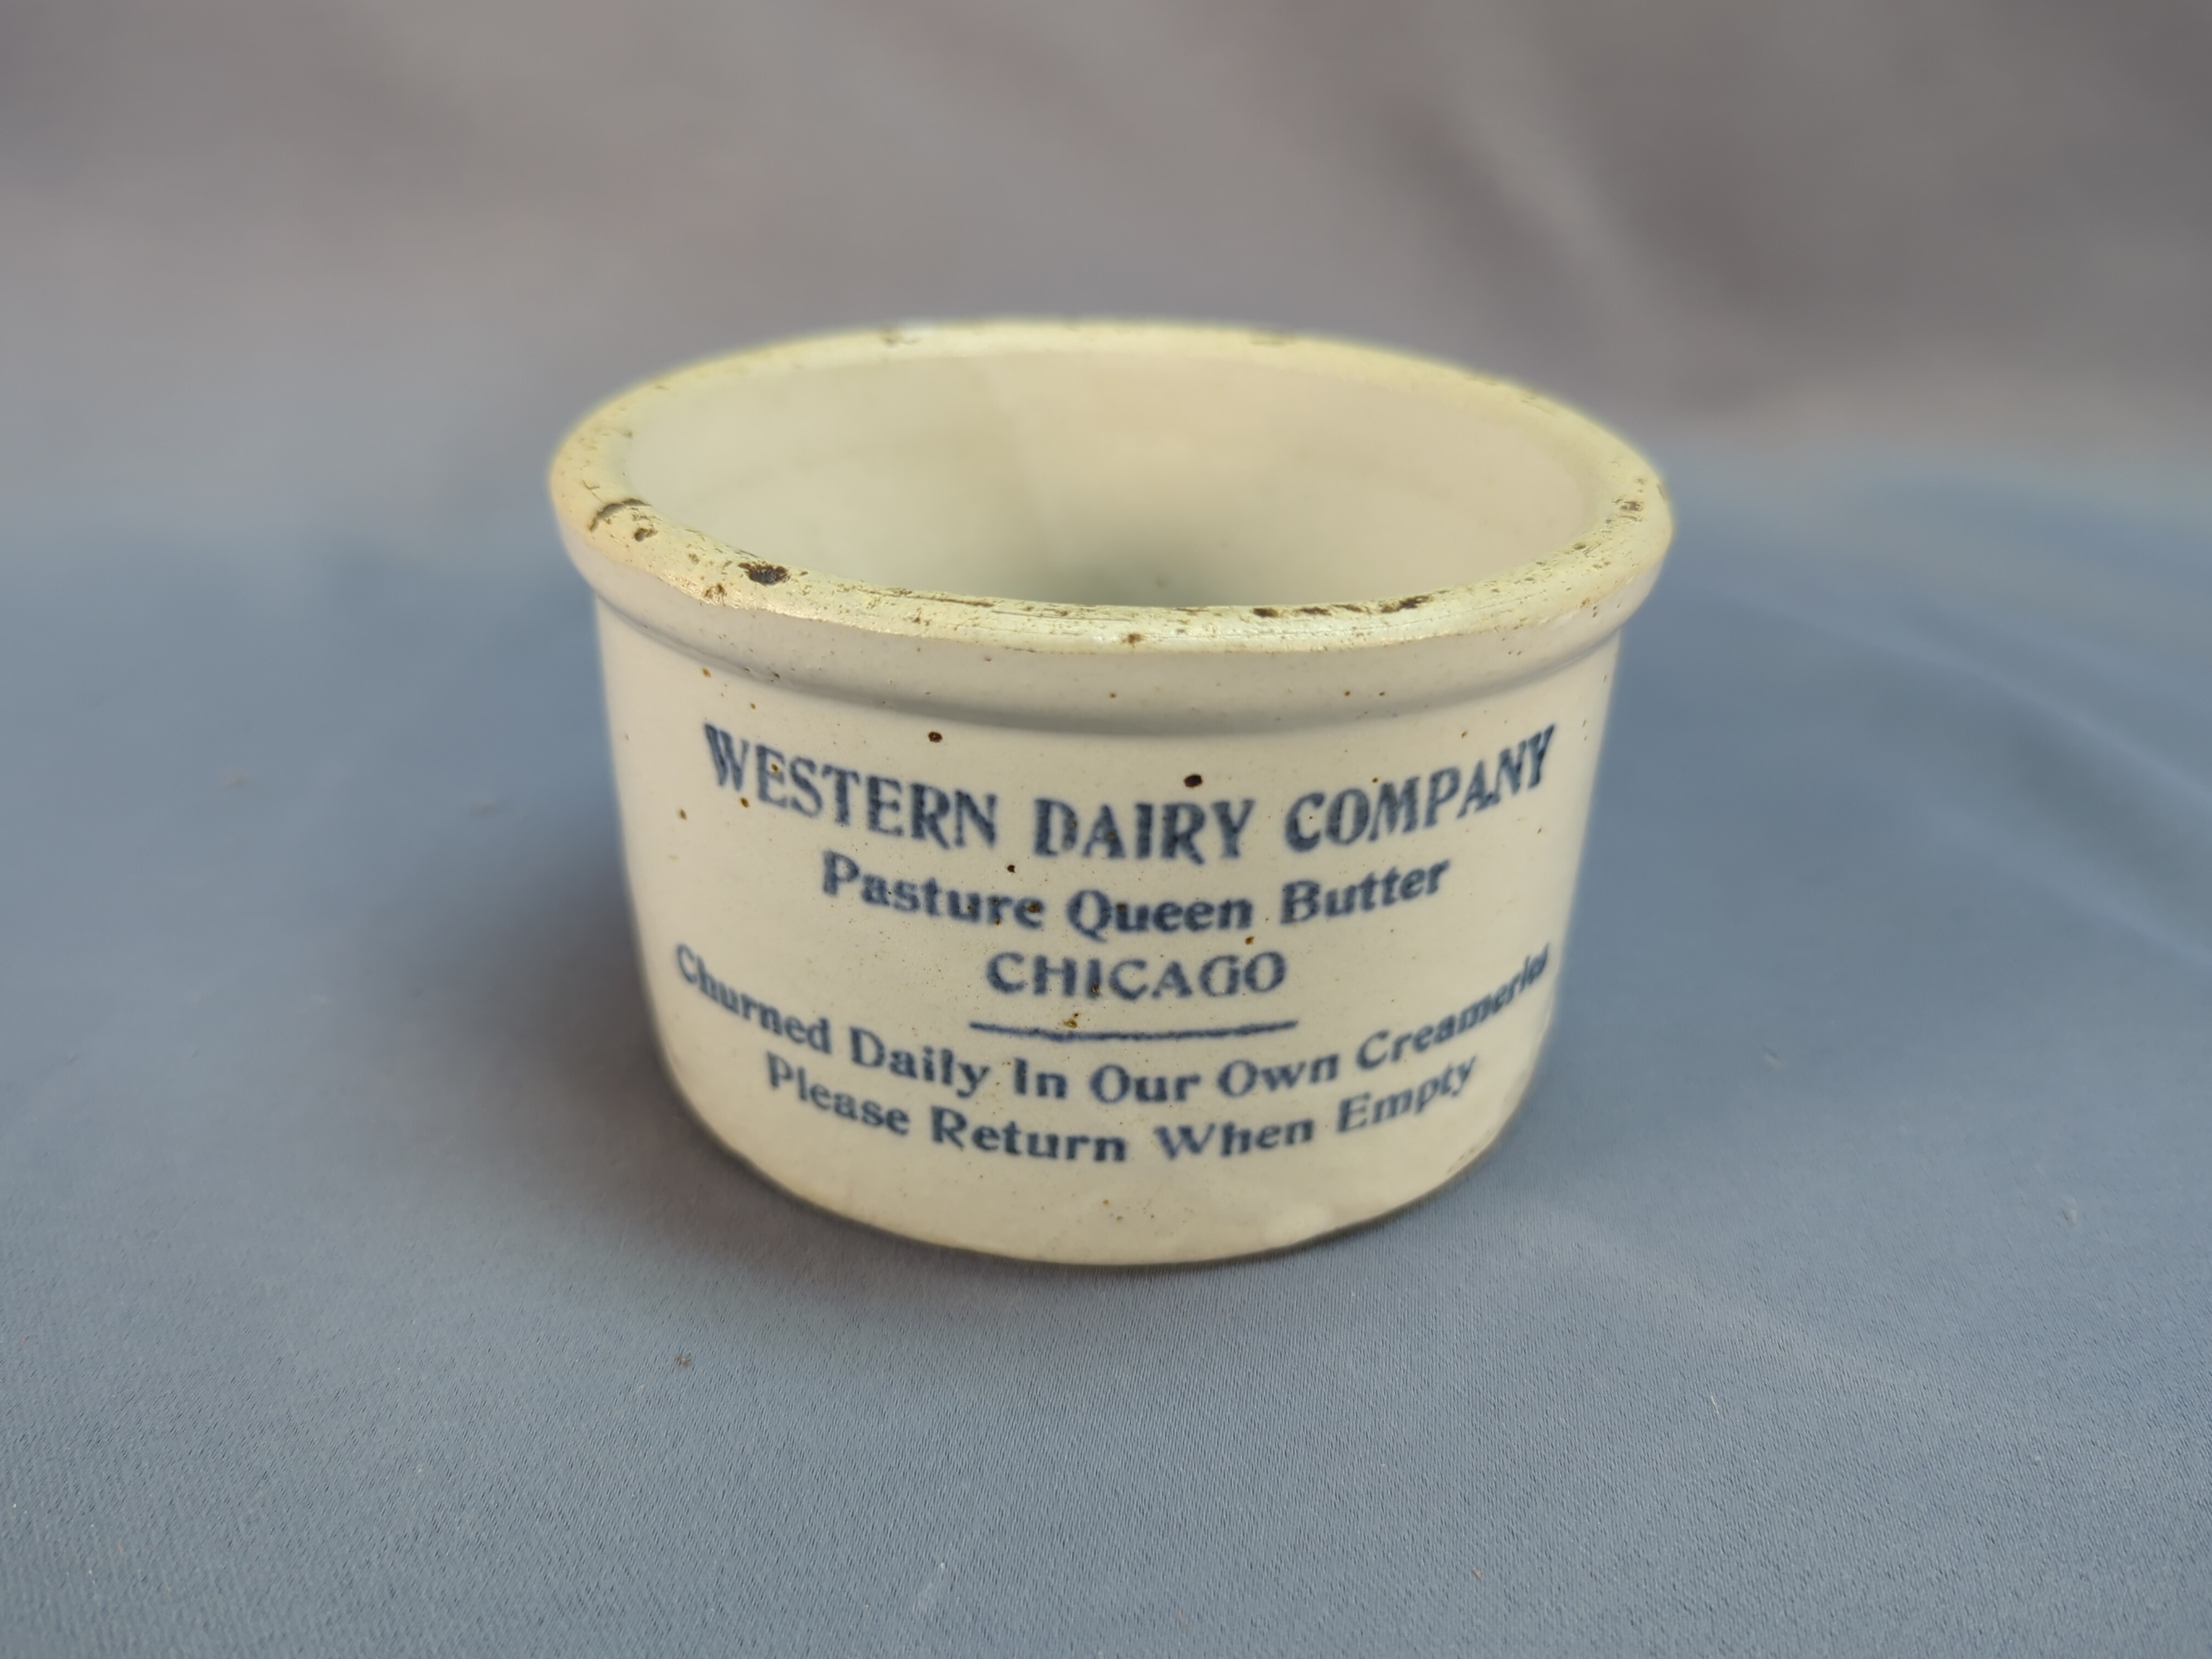 WESTERN DAIRY COMPANY
Pasture Queen Butter
CHICAGO
Churned Daily In Our Own Creameries
Please Return When Empty